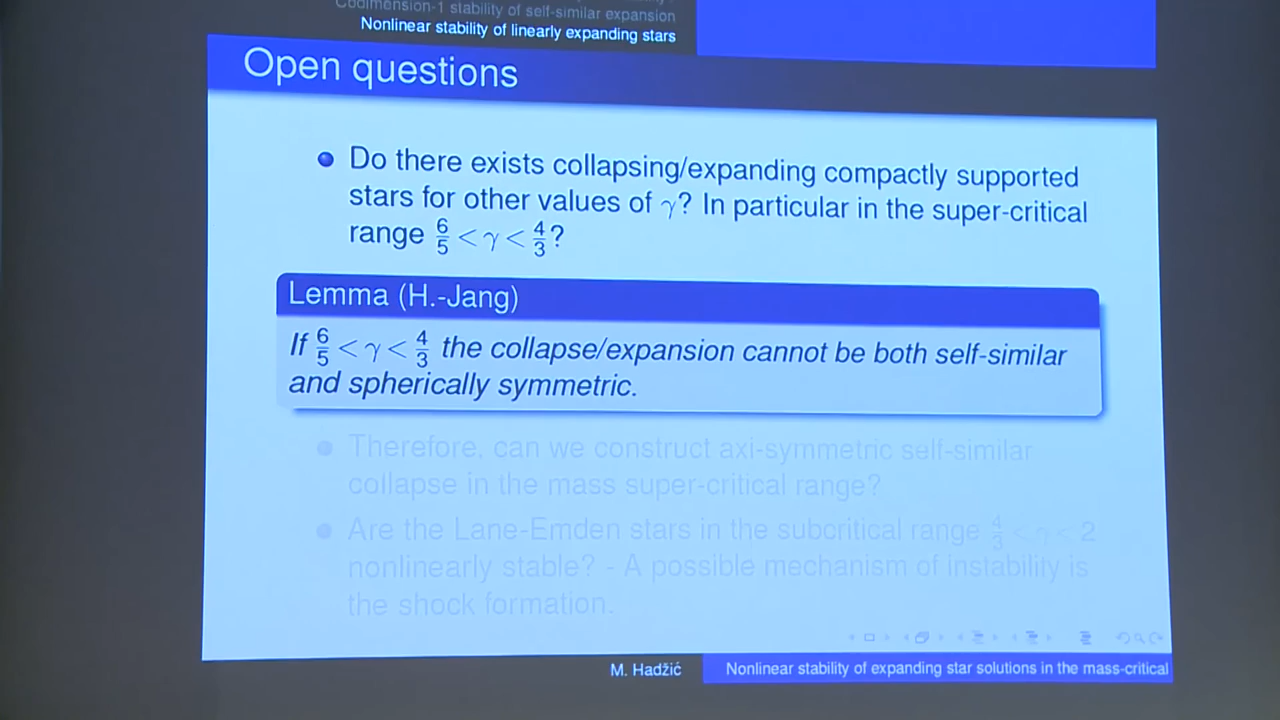 Codimension-1 stability of self-similar expansion
Nonlinear stability of linearly expanding stars
Open questions
Do there exists collapsing/expanding compactly supported
stars for other values of γ? In particular in the super-critical
range 6/5 < γ < 4/3?
Lemma (H.-Jang)
If 6/5 < γ < 4/3 the collapse/expansion cannot be both self-similar
and spherically symmetric.
Therefore, can we construct axi-symmetric self-similar
collapse in the mass super-critical range?
Are the Lane-Emden stars in the subcritical range 4/3 < γ < 2
nonlinearly stable? - A possible mechanism of instability is
the shock formation.
M. Hadžić
Nonlinear stability of expanding star solutions in the mass-critical